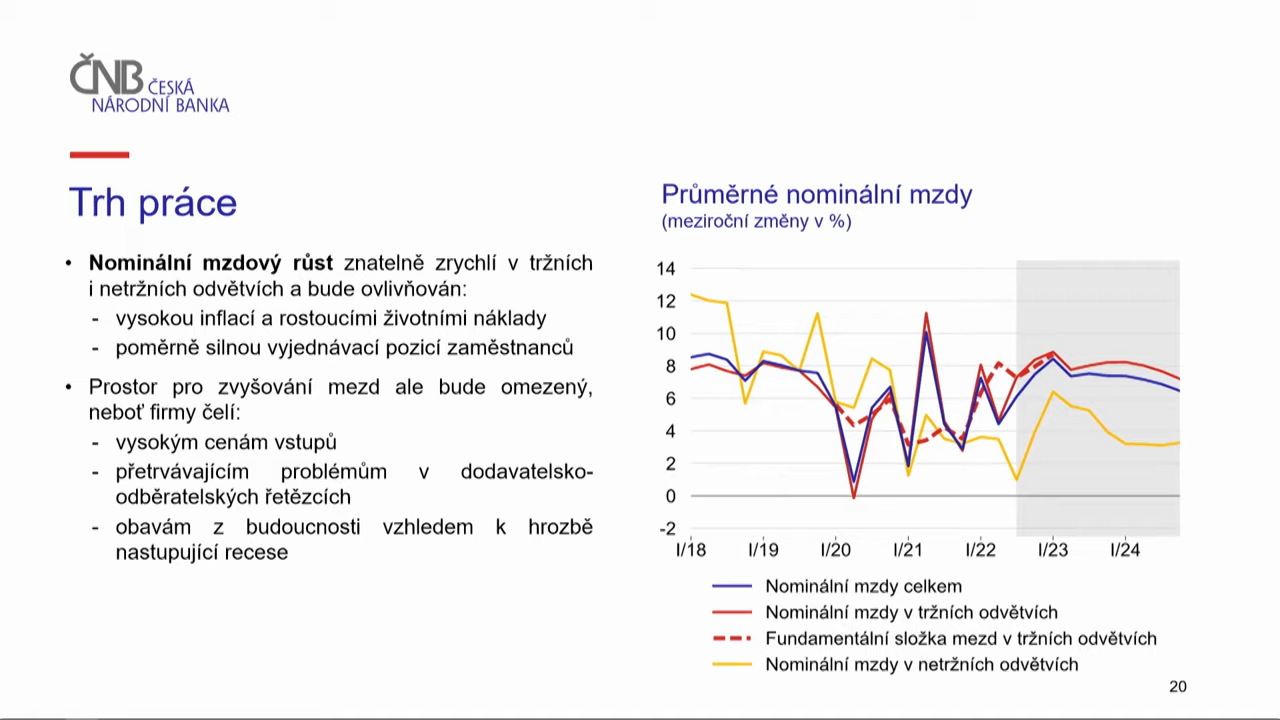 ČNB ČESKÁ
NÁRODNÍ BANKA
Trh práce
• Nominální mzdový růst znatelně zrychlí v tržních
i netržních odvětvích a bude ovlivňován:
- vysokou inflací a rostoucími životními náklady
- poměrně silnou vyjednávací pozicí zaměstnanců
• Prostor pro zvyšování mezd ale bude omezený,
neboť firmy čelí:
- vysokým cenám vstupů
- přetrvávajícím problémům v dodavatelsko-
odběratelských řetězcích
- obavám z budoucnosti vzhledem k hrozbě
nastupující recese
Průměrné nominální mzdy
(meziroční změny v %)
14
12
10
8
6
4
2
0
-2
I/18 I/19 I/20 I/21 I/22 I/23 I/24
Nominální mzdy celkem
Nominální mzdy v tržních odvětvích
Fundamentální složka mezd v tržních odvětvích
Nominální mzdy v netržních odvětvích
20